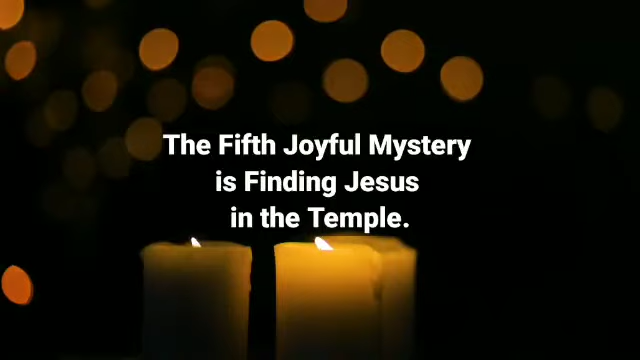 The Fifth Joyful Mystery
is Finding Jesus
in the Temple.